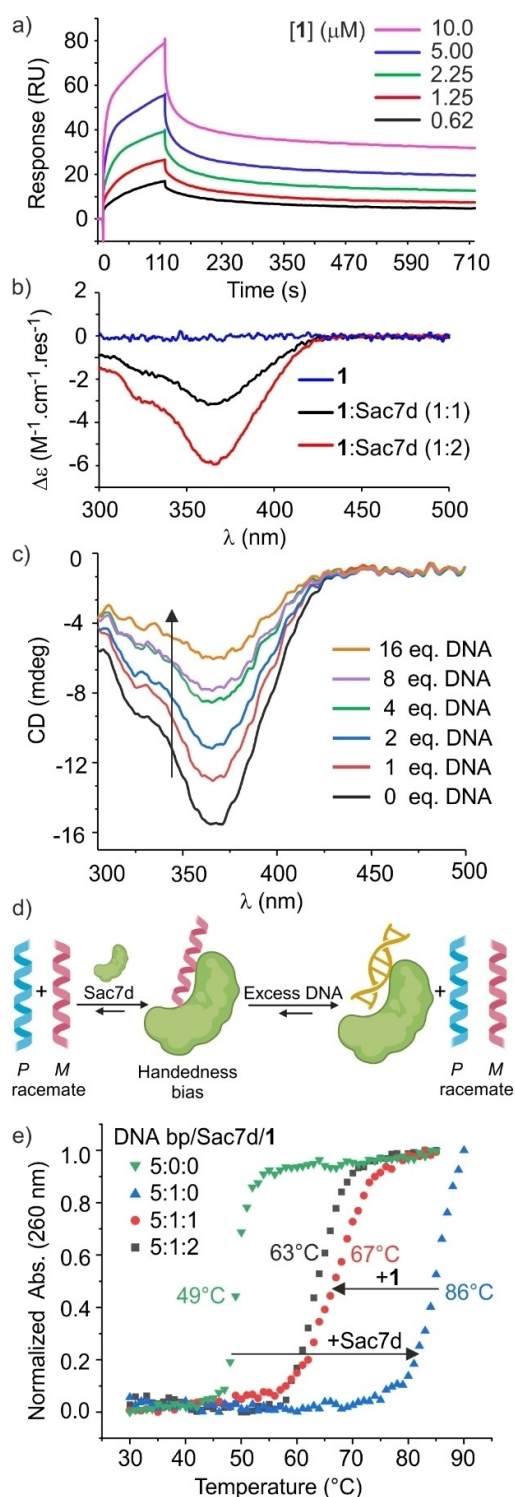 a)
[1] (μM)
10.0
5.00
2.25
1.25
0.62
80
60
40
20
0
Response (RU)
0 110 230 350 470 590 710
Time (s)
b)
2
0
-2
-4
-6
Δε (M-1.cm-1.res-1)
1
1:Sac7d (1:1)
1:Sac7d (1:2)
300 350 400 450 500
λ (nm)
c)
0
-4
-8
-12
-16
CD (mdeg)
16 eq. DNA
8 eq. DNA
4 eq. DNA
2 eq. DNA
1 eq. DNA
0 eq. DNA
300 350 400 450 500
λ (nm)
d)
+ Sac7d Excess DNA +
P M Handedness P M
racemate bias racemate
e)
DNA bp/Sac7d/1
5:0:0
5:1:0
5:1:1
5:1:2
1.0
0.8
0.6
0.4
0.2
0.0
Normalized Abs. (260 nm)
49°C 63°C 67°C 86°C
+1
+Sac7d
30 40 50 60 70 80 90
Temperature (°C)